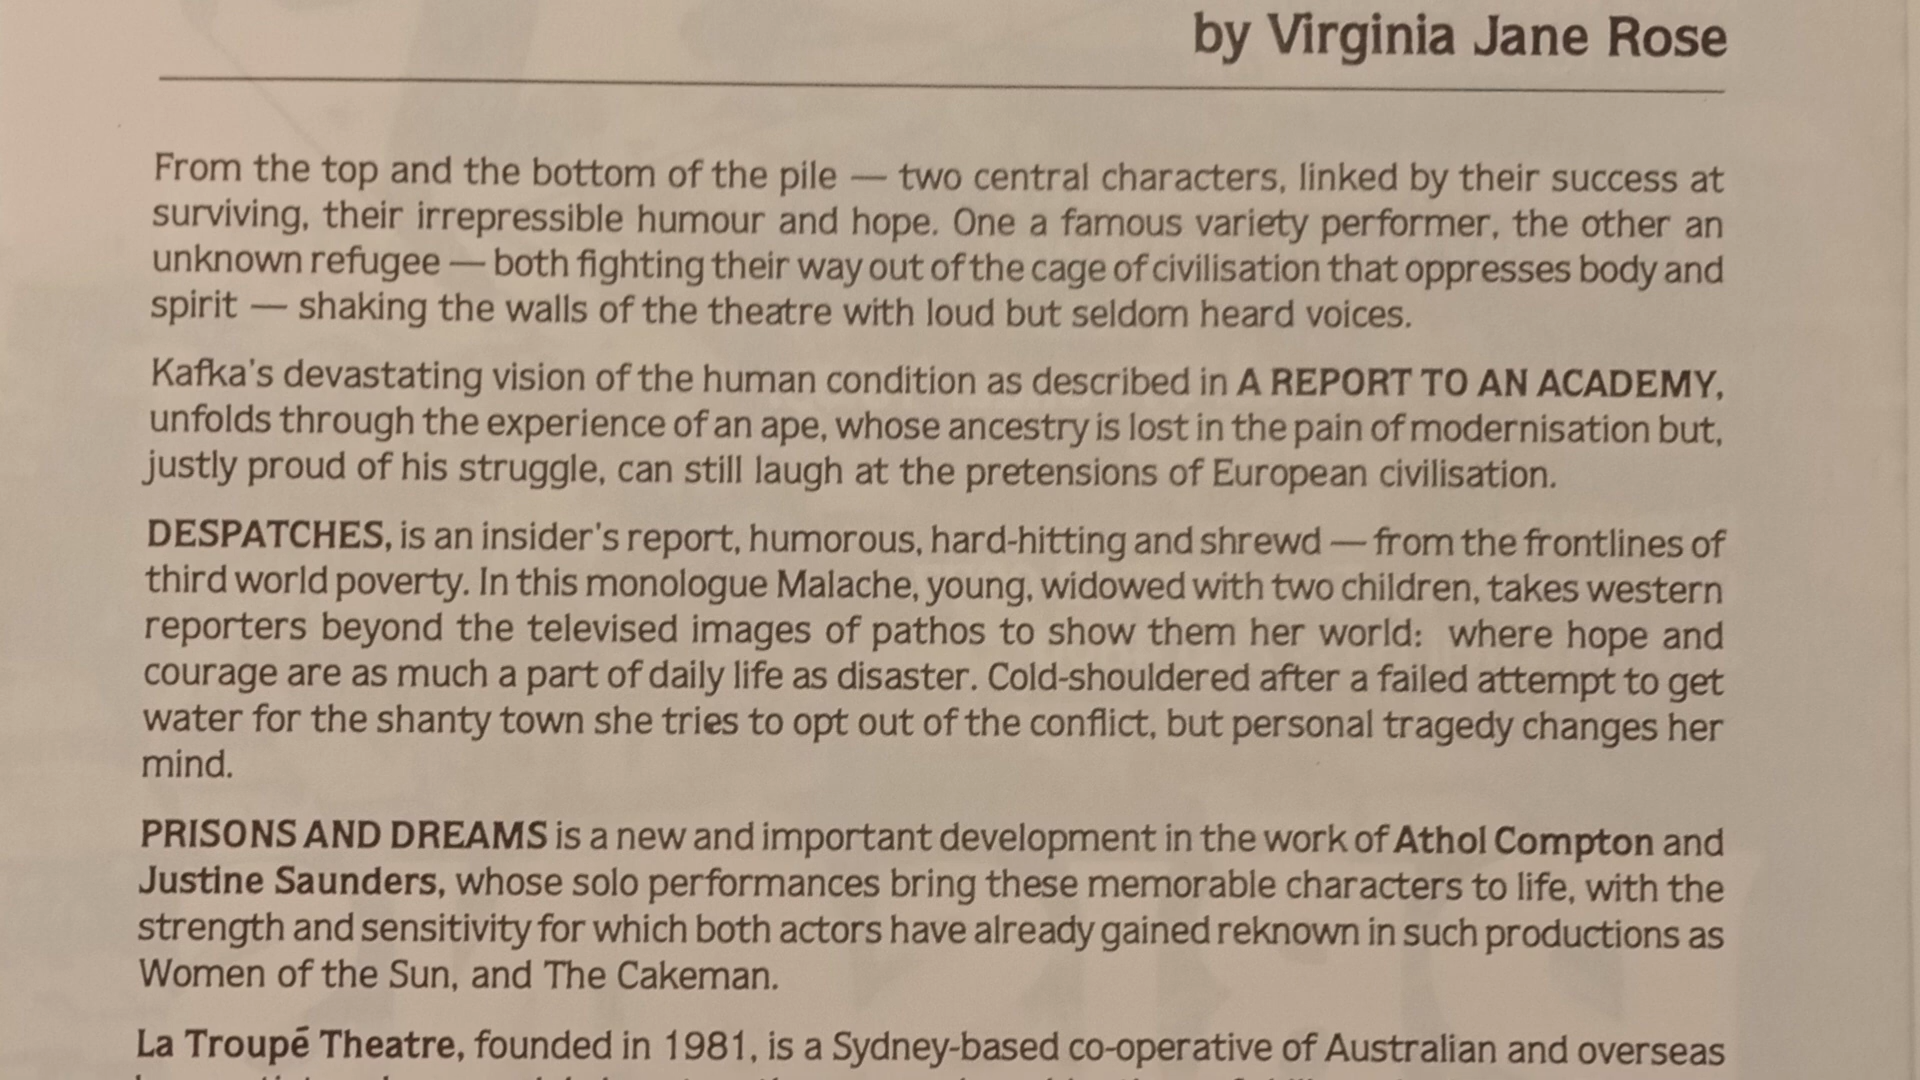 by Virginia Jane Rose
From the top and the bottom of the pile — two central characters, linked by their success at
surviving, their irrepressible humour and hope. One a famous variety performer, the other an
unknown refugee — both fighting their way out of the cage of civilisation that oppresses body and
spirit — shaking the walls of the theatre with loud but seldom heard voices.
Kafka's devastating vision of the human condition as described in A REPORT TO AN ACADEMY,
unfolds through the experience of an ape, whose ancestry is lost in the pain of modernisation but,
justly proud of his struggle, can still laugh at the pretensions of European civilisation.
DESPATCHES, is an insider's report, humorous, hard-hitting and shrewd — from the frontlines of
third world poverty. In this monologue Malache, young, widowed with two children, takes western
reporters beyond the televised images of pathos to show them her world: where hope and
courage are as much a part of daily life as disaster. Cold-shouldered after a failed attempt to get
water for the shanty town she tries to opt out of the conflict, but personal tragedy changes her
mind.
PRISONS AND DREAMS is a new and important development in the work of Athol Compton and
Justine Saunders, whose solo performances bring these memorable characters to life, with the
strength and sensitivity for which both actors have already gained reknown in such productions as
Women of the Sun, and The Cakeman.
La Troupé Theatre, founded in 1981, is a Sydney-based co-operative of Australian and overseas